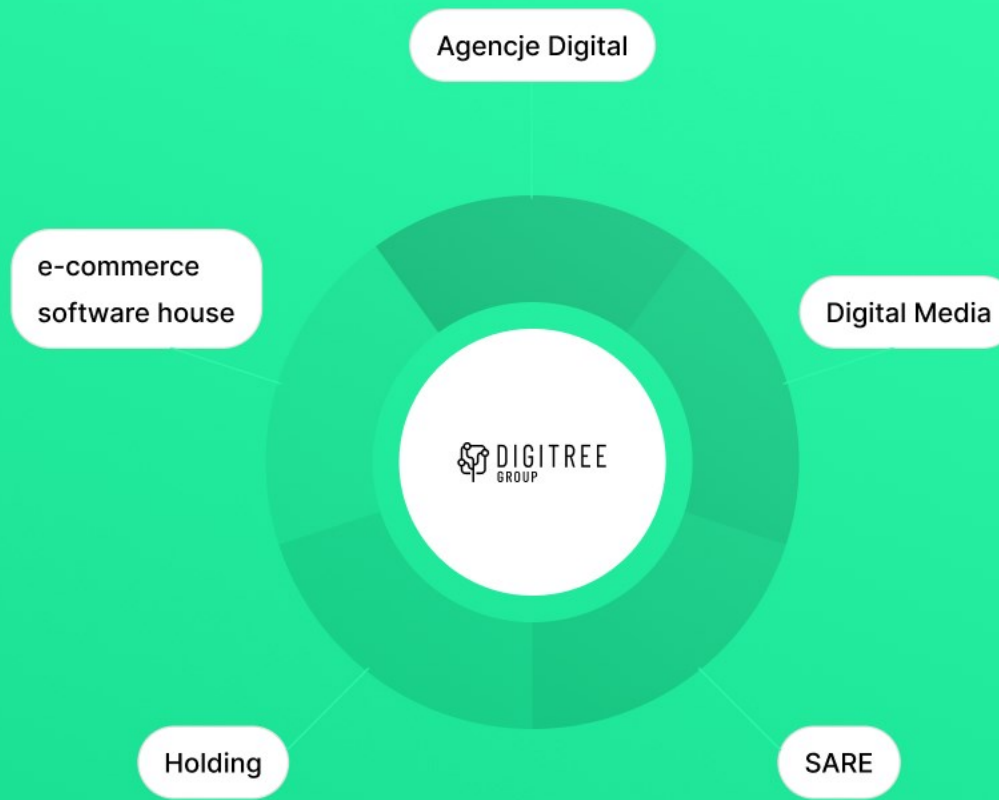 Agencje Digital
e-commerce
software house
Digital Media
DIGITREE
GROUP
Holding
SARE